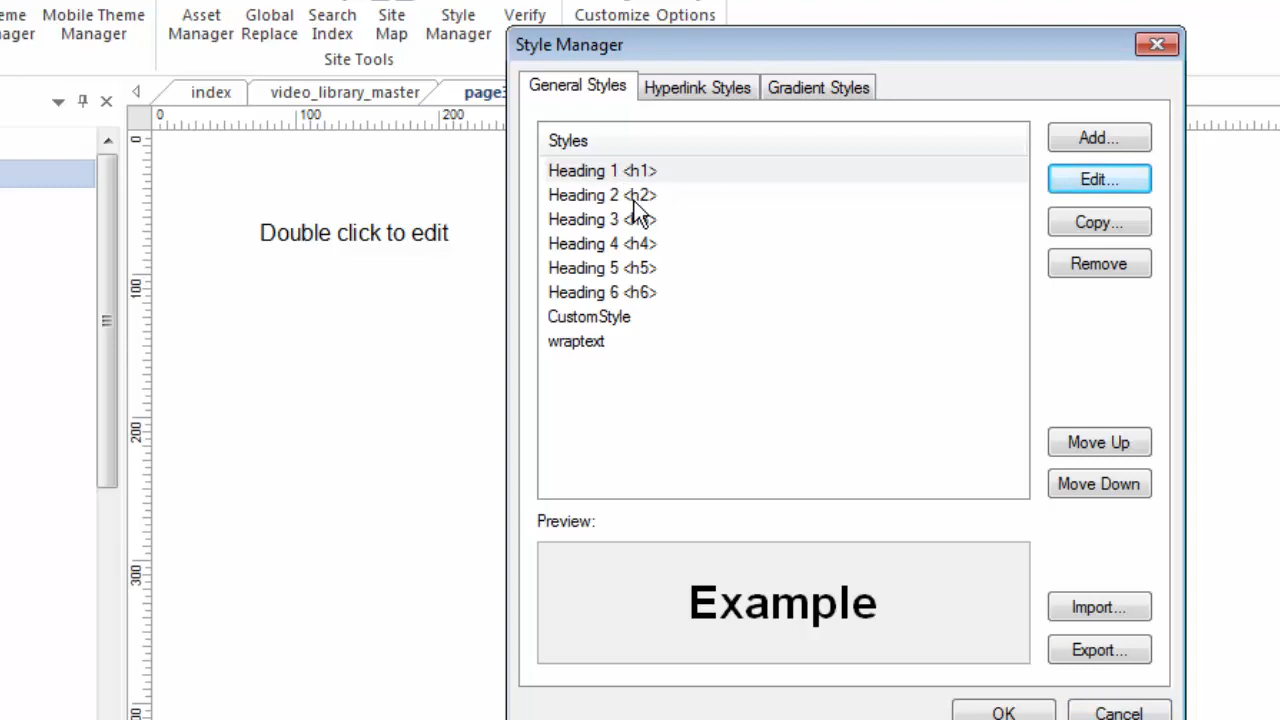 Mobile Theme
Manager
Asset
Manager
Global
Replace
Search
Index
Site
Map
Style
Manager
Verify
Customize Options
Site Tools
index
video_library_master
page3
0
100
200
0
100
200
300
Double click to edit
Style Manager
General Styles
Hyperlink Styles
Gradient Styles
Styles
Heading 1 <h1>
Heading 2 <h2>
Heading 3
Heading 4 <h4>
Heading 5 <h5>
Heading 6 <h6>
CustomStyle
wraptext
Add...
Edit...
Copy...
Remove
Move Up
Move Down
Preview:
Example
Import...
Export...
OK
Cancel